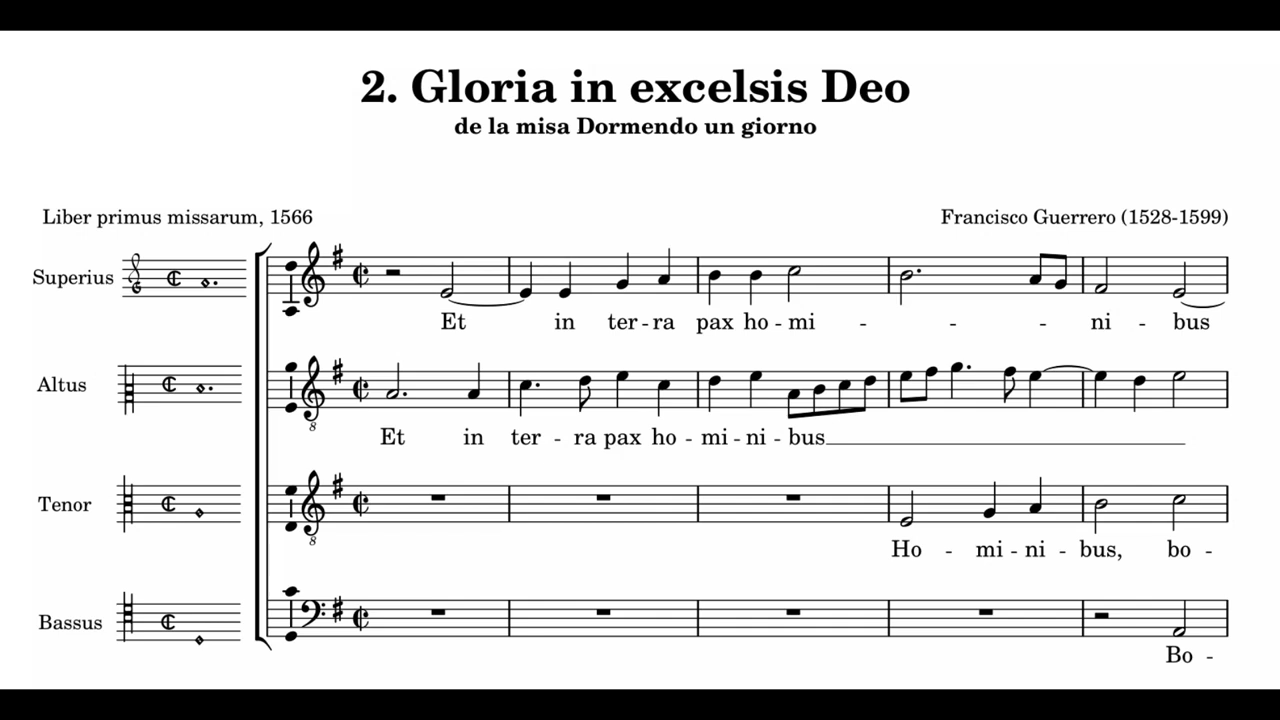 2. Gloria in excelsis Deo
de la misa Dormendo un giorno
Liber primus missarum, 1566
Francisco Guerrero (1528-1599)
Superius
Et in ter - ra pax ho - mi - - - ni - bus
Altus
8
Et in ter - ra pax ho - mi - ni - bus
Tenor
8
Ho - mi - ni - bus, bo -
Bassus
Bo -